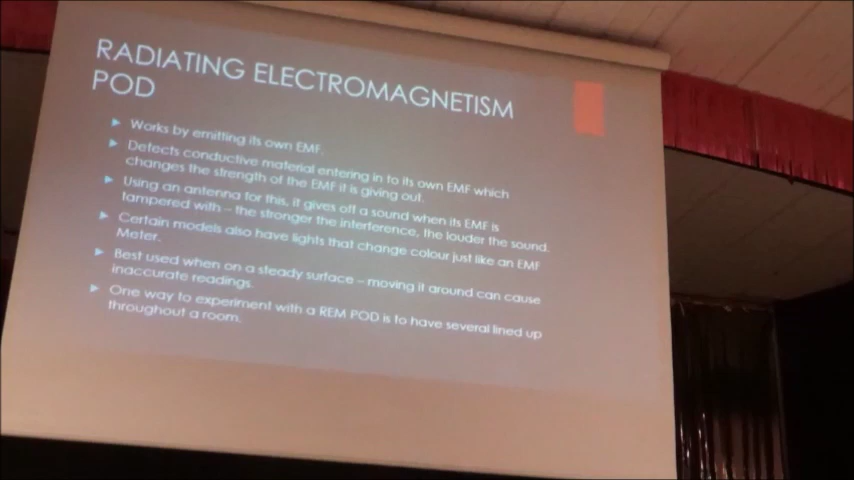 RADIATING ELECTROMAGNETISM
POD
Works by emitting its own EMF.
Detects conductive material entering in to its own EMF which
changes the strength of the EMF it is giving out.
Using an antenna for this, it gives off a sound when its EMF is
tampered with – the stronger the interference, the louder the sound.
Certain models also have lights that change colour just like an EMF
Meter.
Best used when on a steady surface – moving it around can cause
inaccurate readings.
One way to experiment with a REM POD is to have several lined up
throughout a room.